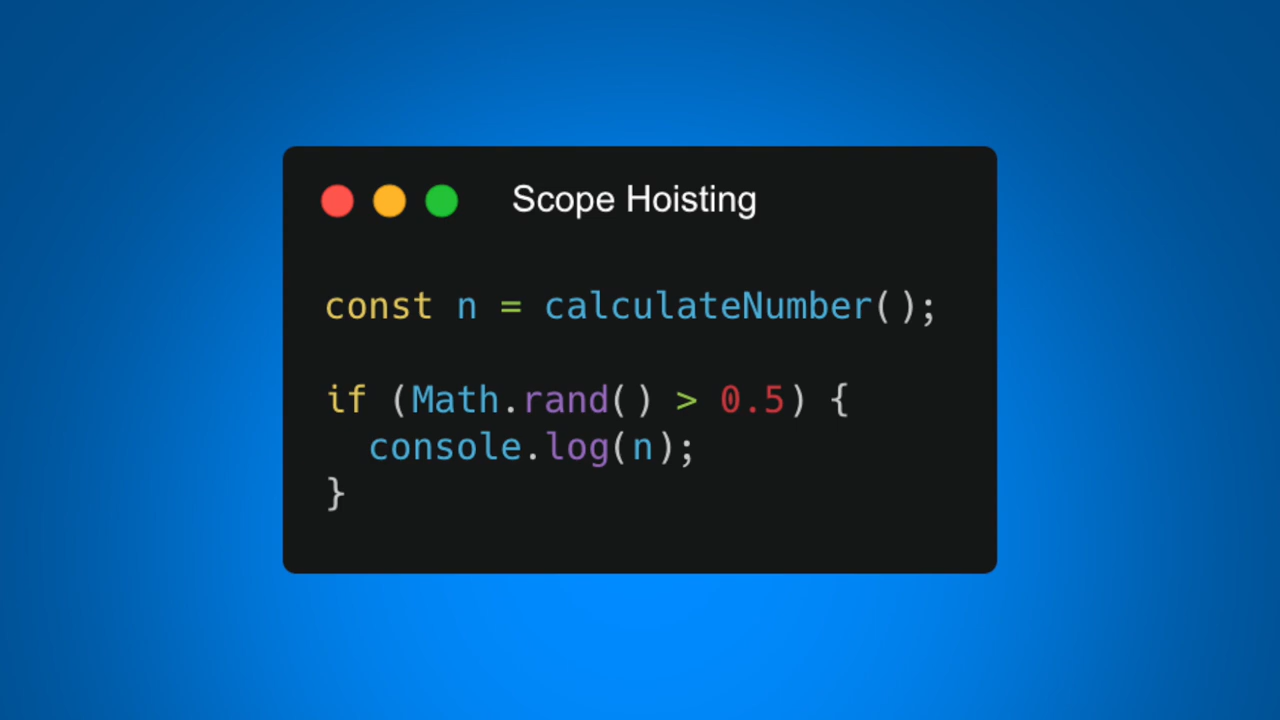 Scope Hoisting
const n = calculateNumber();
if (Math.rand() > 0.5) {
  console.log(n);
}